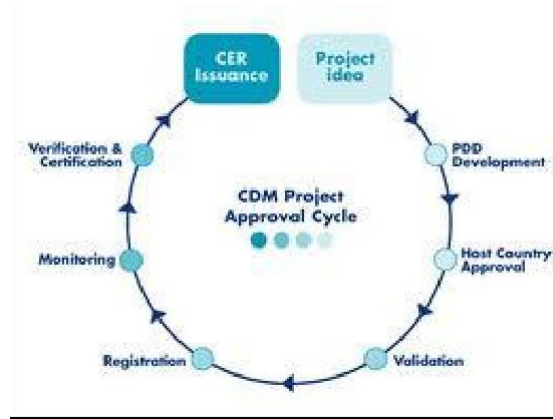 CER
Issuance
Project
idea
PDD
Development
Host Country
Approval
Validation
Registration
Monitoring
Verification &
Certification
CDM Project
Approval Cycle